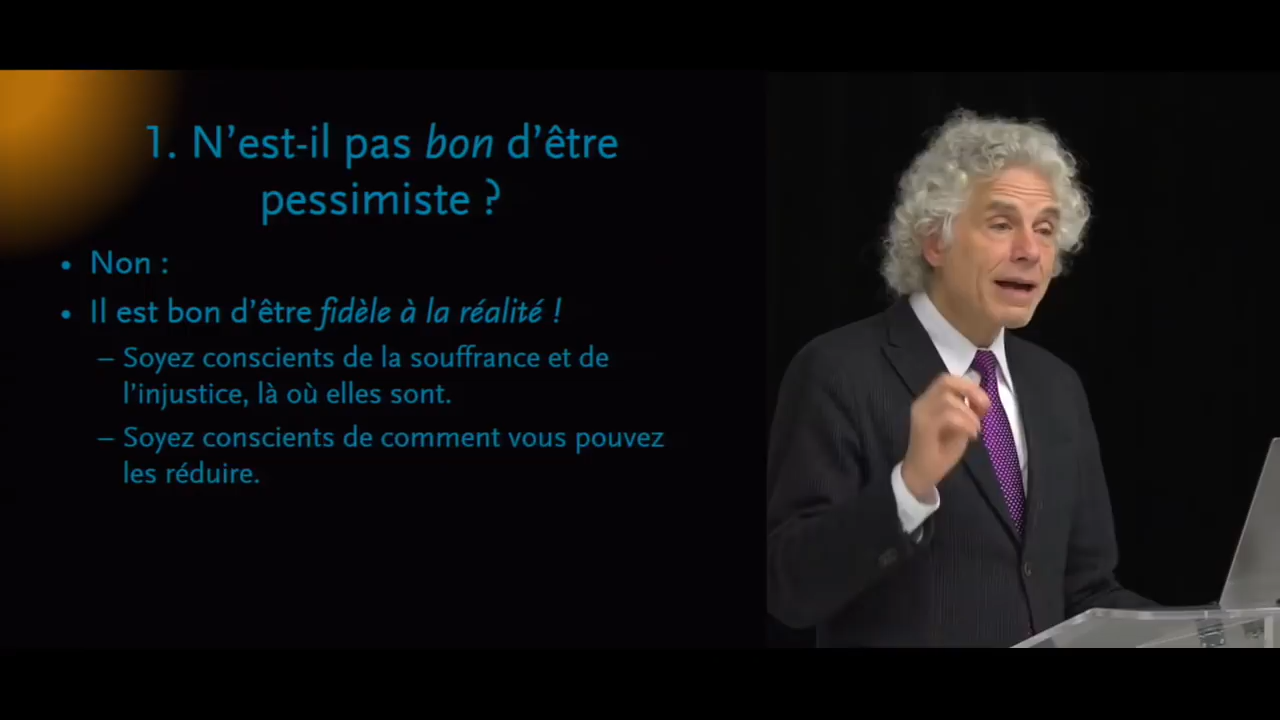 1. N’est-il pas bon d’être
pessimiste ?
• Non :
• Il est bon d’être fidèle à la réalité !
– Soyez conscients de la souffrance et de
l’injustice, là où elles sont.
– Soyez conscients de comment vous pouvez
les réduire.